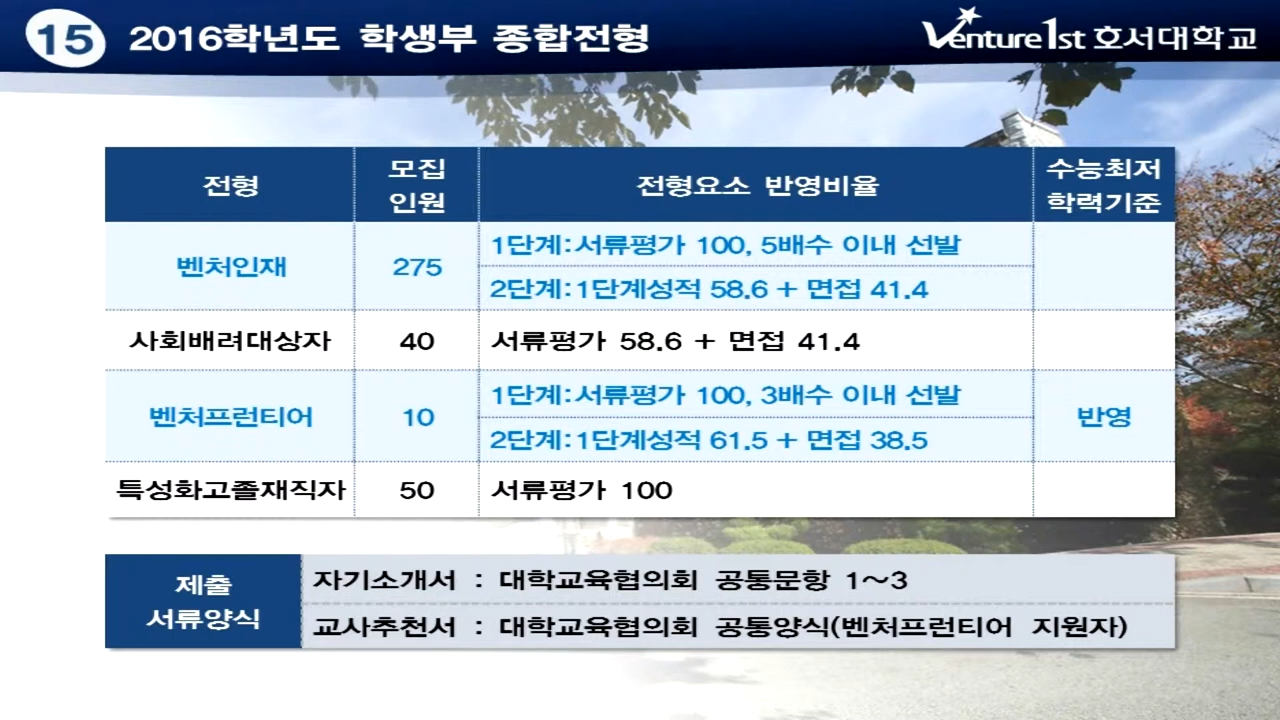 15 2016학년도 학생부 종합전형
Venture1st 호서대학교
전형
모집
인원
전형요소 반영비율
수능최저
학력기준
벤처인재
275
1단계:서류평가 100, 5배수 이내 선발
2단계:1단계성적 58.6 + 면접 41.4
사회배려대상자
40
서류평가 58.6 + 면접 41.4
벤처프런티어
10
1단계:서류평가 100, 3배수 이내 선발
2단계:1단계성적 61.5 + 면접 38.5
반영
특성화고졸재직자
50
서류평가 100
제출
서류양식
자기소개서 : 대학교육협의회 공통문항 1~3
교사추천서 : 대학교육협의회 공통양식(벤처프런티어 지원자)